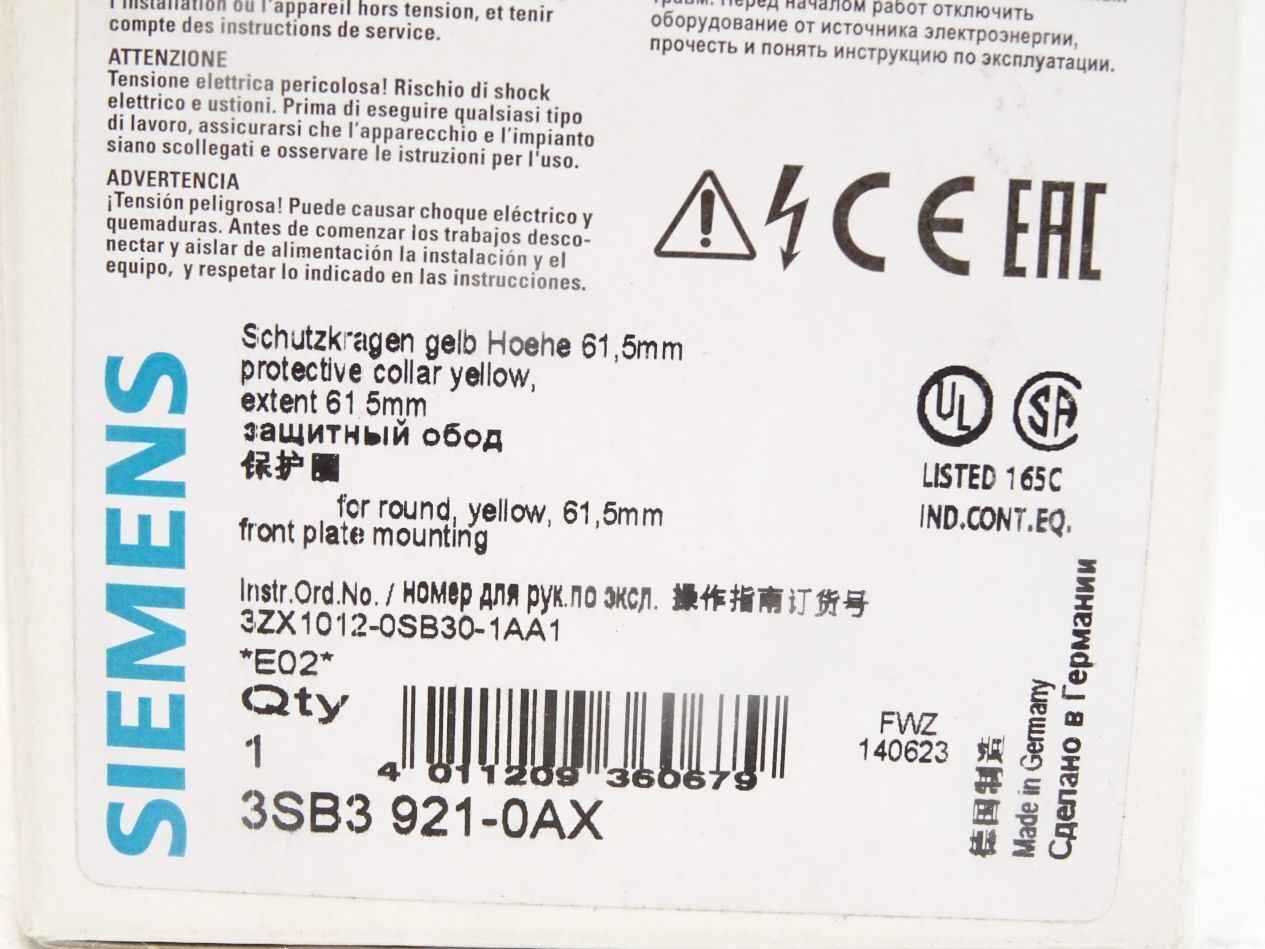 l'installation ou l'appareil hors tension, et tenir
compte des instructions de service.
ATTENZIONE
Tensione elettrica pericolosa! Rischio di shock
elettrico e ustioni. Prima di eseguire qualsiasi tipo
di lavoro, assicurarsi che l'apparecchio e l'impianto
siano scollegati e osservare le istruzioni per l'uso.
ADVERTENCIA
¡Tensión peligrosa! Puede causar choque eléctrico y
quemaduras. Antes de comenzar los trabajos desco-
nectar y aislar de alimentación la instalación y el
equipo, y respetar lo indicado en las instrucciones.
травм. Перед началом работ отключить
оборудование от источника электроэнергии,
прочесть и понять инструкцию по эксплуатации.
CE EAC
SIEMENS
Schutzkragen gelb Hoehe 61,5mm
protective collar yellow,
extent 61 5mm
защитный обод
保护圈
for round, yellow, 61,5mm
front plate mounting
UL SA
LISTED 165C
IND.CONT.EQ.
Instr.Ord.No. / номер для рук.по эксл. 操作指南订货号
3ZX1012-0SB30-1AA1
*E02*
Qty
1
4 011209 360679
3SB3 921-0AX
FWZ
140623
德国制造
Made in Germany
Сделано в Германии